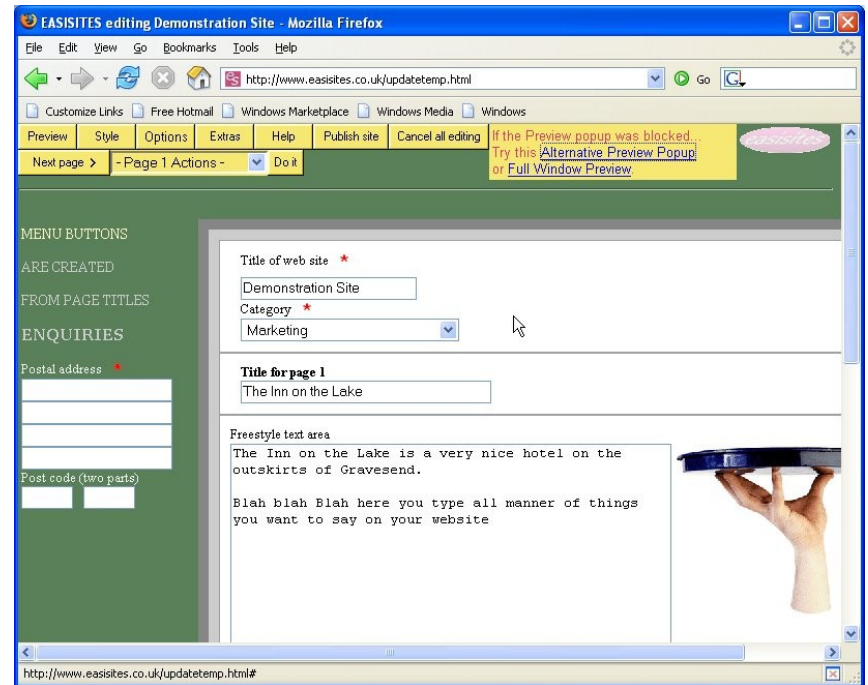 EASISITES editing Demonstration Site - Mozilla Firefox
File Edit View Go Bookmarks Tools Help
http://www.easisites.co.uk/updatetemp.html Go G
Customize Links Free Hotmail Windows Marketplace Windows Media Windows
Preview Style Options Extras Help Publish site Cancel all editing
If the Preview popup was blocked...
Try this Alternative Preview Popup
or Full Window Preview.
easisites
Next page > - Page 1 Actions - Do it
MENU BUTTONS
ARE CREATED
FROM PAGE TITLES
ENQUIRIES
Postal address *
Post code (two parts)
Title of web site *
Demonstration Site
Category *
Marketing
Title for page 1
The Inn on the Lake
Freestyle text area
The Inn on the Lake is a very nice hotel on the
outskirts of Gravesend.
Blah blah Blah here you type all manner of things
you want to say on your website
http://www.easisites.co.uk/updatetemp.html#